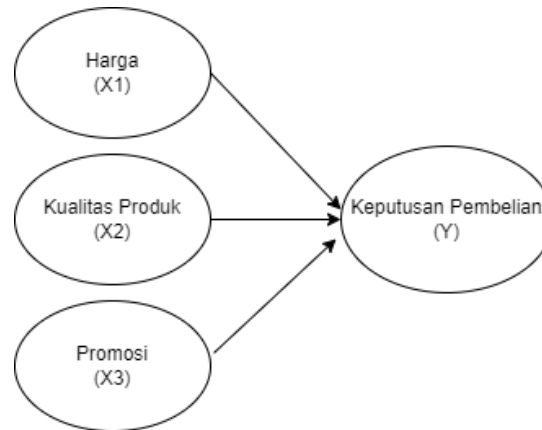 Harga
(X1)
Kualitas Produk
(X2)
Promosi
(X3)
Keputusan Pembelian
(Y)